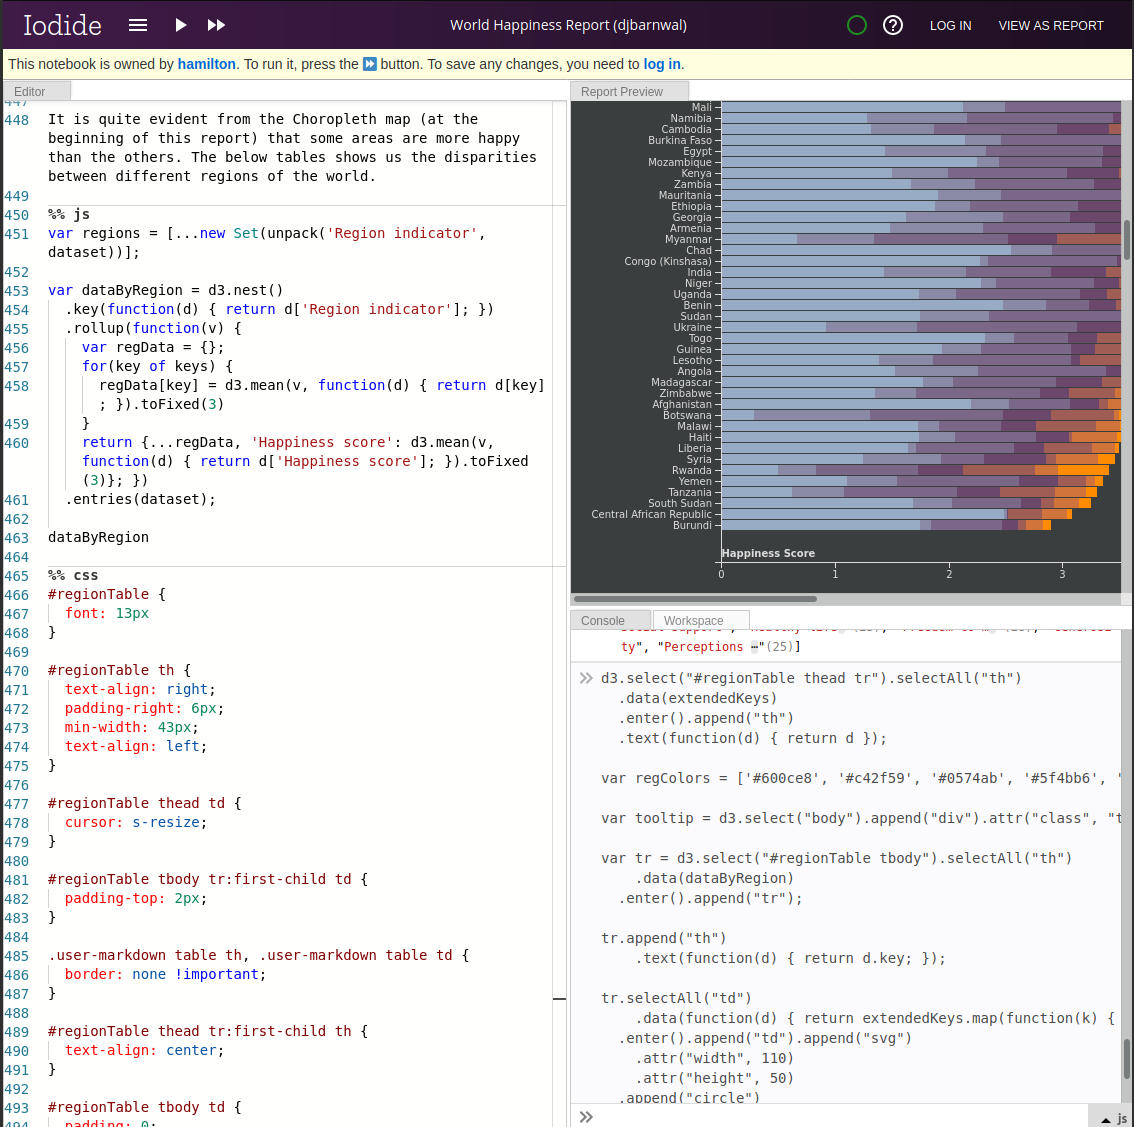 Iodide
World Happiness Report (djbarnwal)
LOG IN
VIEW AS REPORT
This notebook is owned by hamilton. To run it, press the ⏩ button. To save any changes, you need to log in.
Editor
447
448 It is quite evident from the Choropleth map (at the
beginning of this report) that some areas are more happy
than the others. The below tables shows us the disparities
between different regions of the world.
449
450 %% js
451 var regions = [...new Set(unpack('Region indicator',
dataset))];
452
453 var dataByRegion = d3.nest()
454 .key(function(d) { return d['Region indicator']; })
455 .rollup(function(v) {
456 var regData = {};
457 for(key of keys) {
458 regData[key] = d3.mean(v, function(d) { return d[key]
; }).toFixed(3)
459 }
460 return {...regData, 'Happiness score': d3.mean(v,
function(d) { return d['Happiness score']; }).toFixed
(3)}; })
461 .entries(dataset);
462
463 dataByRegion
464
465 %% css
466 #regionTable {
467 font: 13px
468 }
469
470 #regionTable th {
471 text-align: right;
472 padding-right: 6px;
473 min-width: 43px;
474 text-align: left;
475 }
476
477 #regionTable thead td {
478 cursor: s-resize;
479 }
480
481 #regionTable tbody tr:first-child td {
482 padding-top: 2px;
483 }
484
485 .user-markdown table th, .user-markdown table td {
486 border: none !important;
487 }
488
489 #regionTable thead tr:first-child th {
490 text-align: center;
491 }
492
493 #regionTable tbody td {
494 padding: 0;
Report Preview
Mali
Namibia
Cambodia
Burkina Faso
Egypt
Mozambique
Kenya
Zambia
Mauritania
Ethiopia
Georgia
Armenia
Myanmar
Chad
Congo (Kinshasa)
India
Niger
Uganda
Benin
Sudan
Ukraine
Togo
Guinea
Lesotho
Angola
Madagascar
Zimbabwe
Afghanistan
Botswana
Malawi
Haiti
Liberia
Syria
Rwanda
Yemen
Tanzania
South Sudan
Central African Republic
Burundi
Happiness Score
0 1 2 3
Console
Workspace
ty", "Perceptions ⋯"(25)]
d3.select("#regionTable thead tr").selectAll("th")
.data(extendedKeys)
.enter().append("th")
.text(function(d) { return d });
var regColors = ['#600ce8', '#c42f59', '#0574ab', '#5f4bb6', '
var tooltip = d3.select("body").append("div").attr("class", "t
var tr = d3.select("#regionTable tbody").selectAll("th")
.data(dataByRegion)
.enter().append("tr");
tr.append("th")
.text(function(d) { return d.key; });
tr.selectAll("td")
.data(function(d) { return extendedKeys.map(function(k) {
.enter().append("td").append("svg")
.attr("width", 110)
.attr("height", 50)
.append("circle")
js